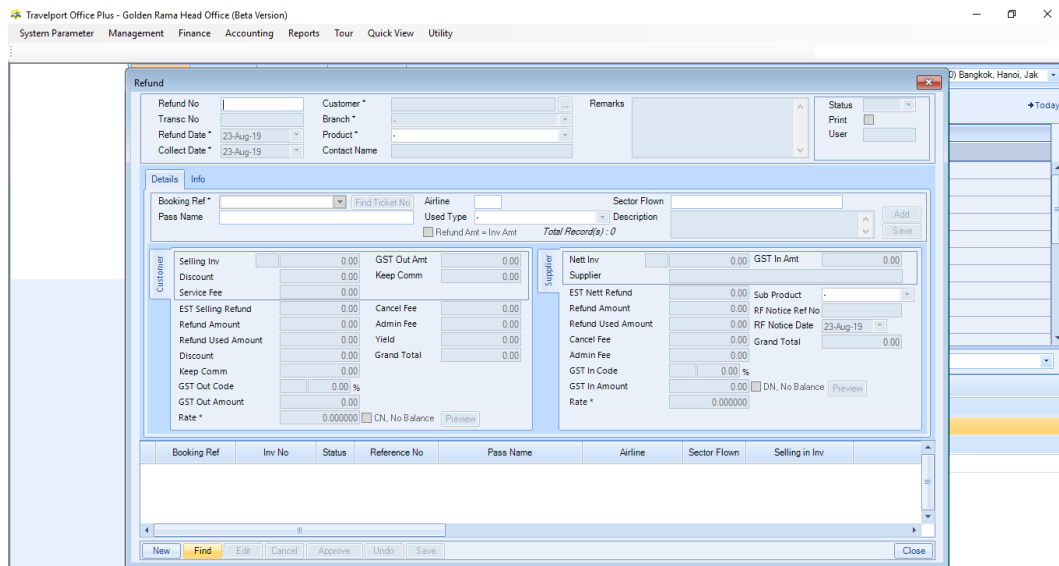 Travelport Office Plus - Golden Rama Head Office (Beta Version)
System Parameter Management Finance Accounting Reports Tour Quick View Utility
0) Bangkok, Hanoi, Jak
Today
Refund
Refund No Customer * ... Remarks Status
Transc No Branch * - Print
Refund Date * 23-Aug-19 Product * - User
Collect Date * 23-Aug-19 Contact Name
Details Info
Booking Ref * Find Ticket No Airline Sector Flown
Pass Name Used Type - Description Add
Refund Amt = Inv Amt Total Record(s) : 0 Save
Customer
Selling Inv 0.00 GST Out Amt 0.00
Discount 0.00 Keep Comm 0.00
Service Fee 0.00
EST Selling Refund 0.00 Cancel Fee 0.00
Refund Amount 0.00 Admin Fee 0.00
Refund Used Amount 0.00 Yield 0.00
Discount 0.00 Grand Total 0.00
Keep Comm 0.00
GST Out Code 0.00 %
GST Out Amount 0.00
Rate * 0.000000 CN, No Balance Preview
Supplier
Nett Inv 0.00 GST In Amt 0.00
Supplier
EST Nett Refund 0.00 Sub Product -
Refund Amount 0.00 RF Notice Ref No
Refund Used Amount 0.00 RF Notice Date 23-Aug-19
Cancel Fee 0.00 Grand Total 0.00
Admin Fee 0.00
GST In Code 0.00 %
GST In Amount 0.00 DN, No Balance Preview
Rate * 0.000000
Booking Ref Inv No Status Reference No Pass Name Airline Sector Flown Selling in Inv
New Find Edit Cancel Approve Undo Save Close